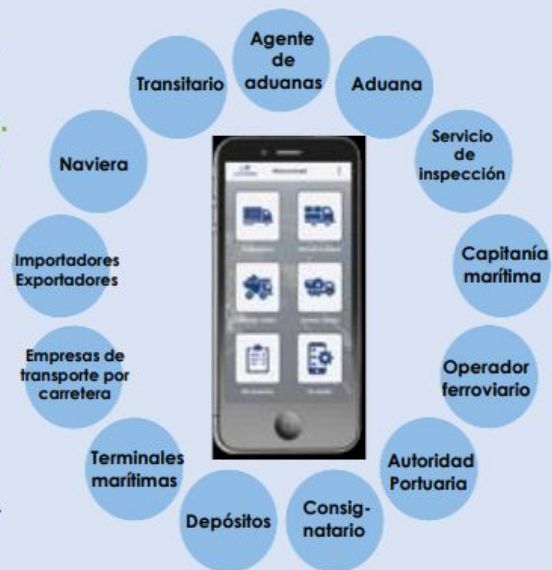 Agente
de
aduanas
Transitario
Aduana
Servicio
de
inspección
Naviera
Capitanía
marítima
Importadores
Exportadores
Operador
ferroviario
Empresas de
transporte por
carretera
Autoridad
Portuaria
Terminales
marítimas
Consig-
natario
Depósitos